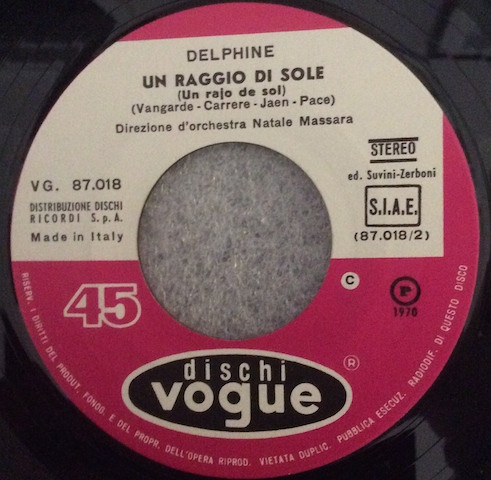 DELPHINE
UN RAGGIO DI SOLE
(Un rajo de sol)
(Vangarde - Carrere - Jaen - Pace)
Direzione d'orchestra Natale Massara
STEREO
ed. Suvini-Zerboni
VG. 87.018
S.I.A.E.
DISTRIBUZIONE DISCHI
RICORDI S.p.A.
(87.018/2)
Made in Italy
C
P
1970
45
R
dischi
vogue
RISERV. I DIRITTI DEL PRODUT. FONOG. E DEL PROPR. DELL'OPERA RIPROD. VIETATA DUPLIC. PUBBLICA ESECUZ. RADIODIF. DI QUESTO DISCO